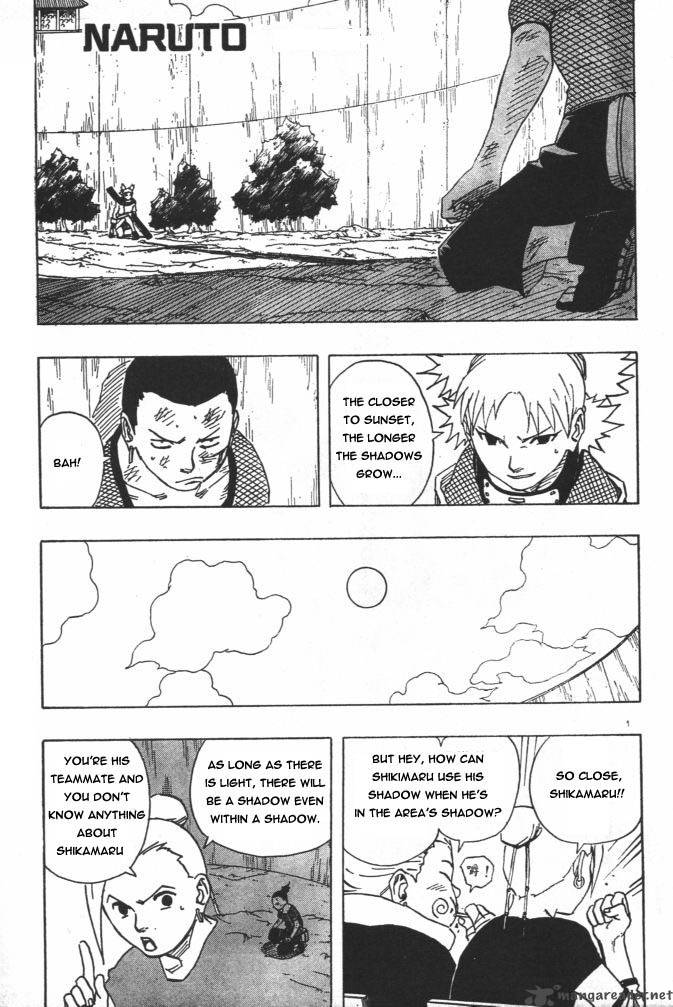 NARUTO
THE CLOSER
TO SUNSET,
THE LONGER
THE SHADOWS
GROW...
BAH!
1
SO CLOSE,
SHIKAMARU!!
BUT HEY, HOW CAN
SHIKIMARU USE HIS
SHADOW WHEN HE'S
IN THE AREA'S SHADOW?
AS LONG AS THERE
IS LIGHT, THERE WILL
BE A SHADOW EVEN
WITHIN A SHADOW.
YOU'RE HIS
TEAMMATE AND
YOU DON'T
KNOW ANYTHING
ABOUT
SHIKAMARU
mangareader.net